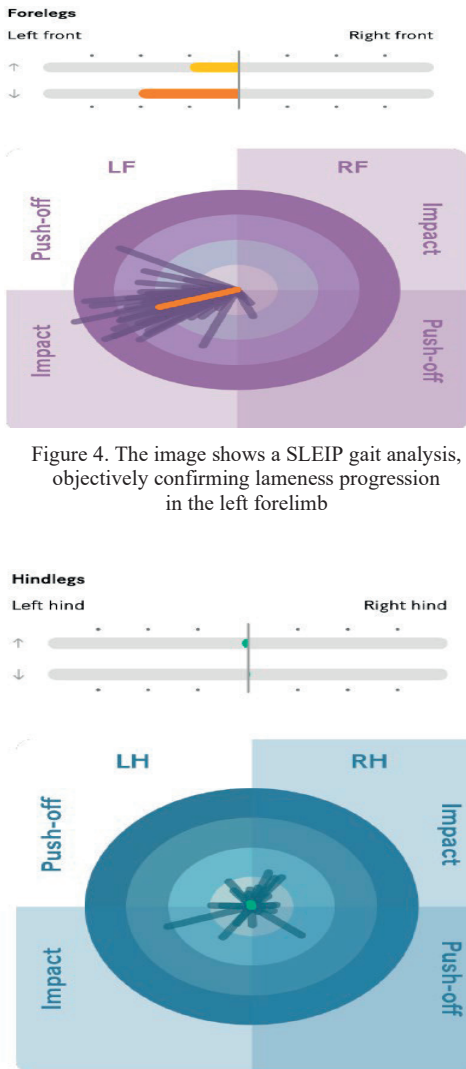 Forelegs
Left front Right front
↑
↓
LF RF
Push-off Impact
Impact Push-off
Figure 4. The image shows a SLEIP gait analysis,
objectively confirming lameness progression
in the left forelimb
Hindlegs
Left hind Right hind
↑
↓
LH RH
Push-off Impact
Impact Push-off